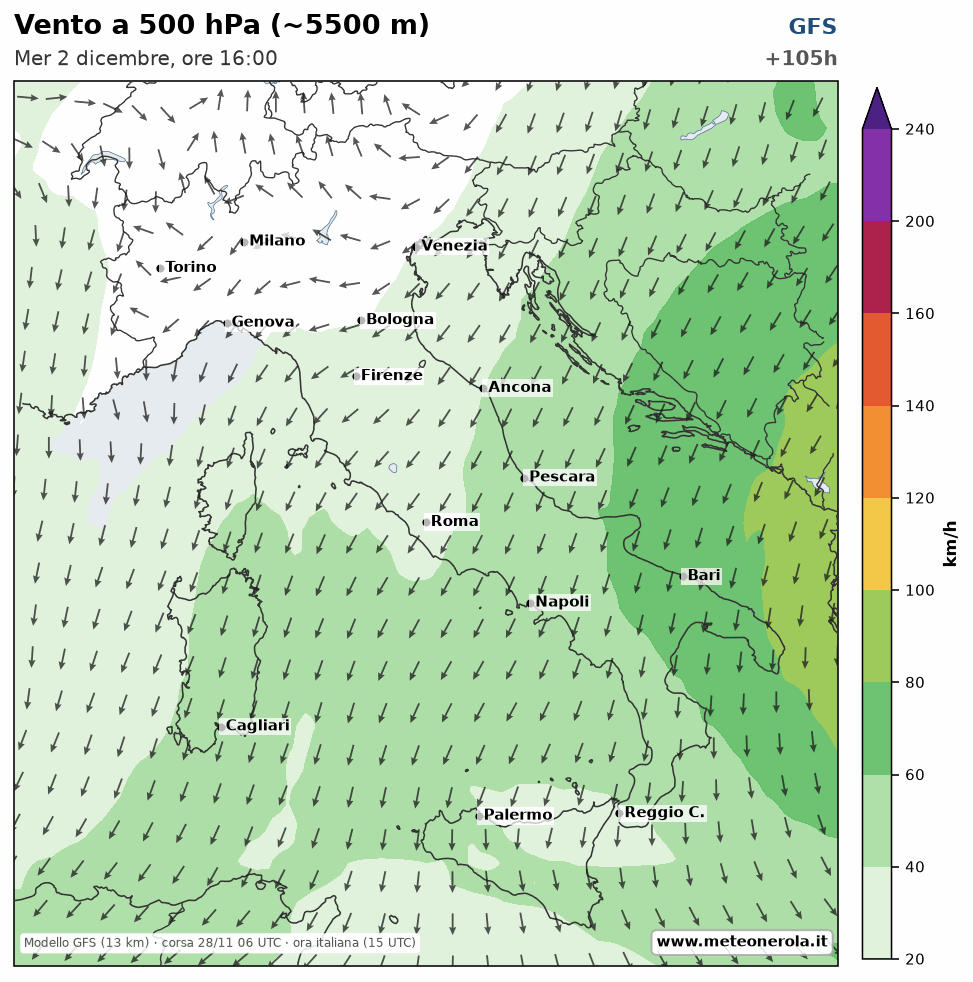 Vento a 500 hPa (~5500 m)
GFS
Mer 2 dicembre, ore 16:00
+105h
240
200
160
140
120
100
80
60
40
20
km/h
Milano
Venezia
Torino
Genova
Bologna
Firenze
Ancona
Pescara
Roma
Bari
Napoli
Cagliari
Palermo
Reggio C.
Modello GFS (13 km) · corsa 28/11 06 UTC · ora italiana (15 UTC)
www.meteonerola.it